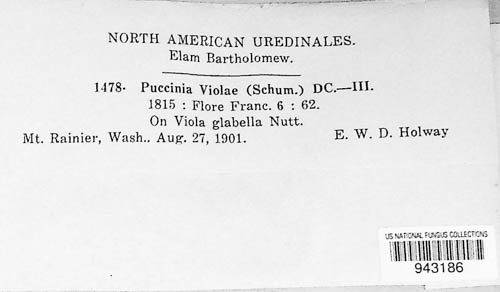 NORTH AMERICAN UREDINALES.
Elam Bartholomew.
1478. Puccinia Violae (Schum.) DC.—III.
1815 : Flore Franc. 6 : 62.
On Viola glabella Nutt.
Mt. Rainier, Wash.. Aug. 27, 1901. E. W. D. Holway
US NATIONAL FUNGUS COLLECTIONS
943186